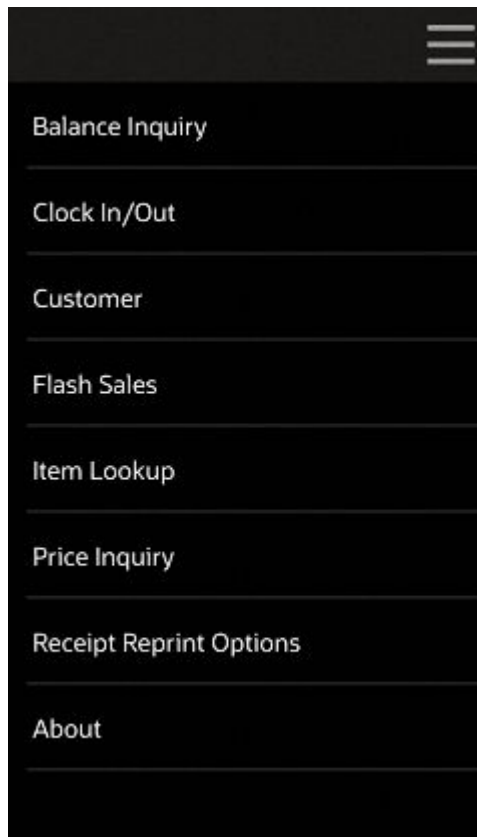 Balance Inquiry
Clock In/Out
Customer
Flash Sales
Item Lookup
Price Inquiry
Receipt Reprint Options
About